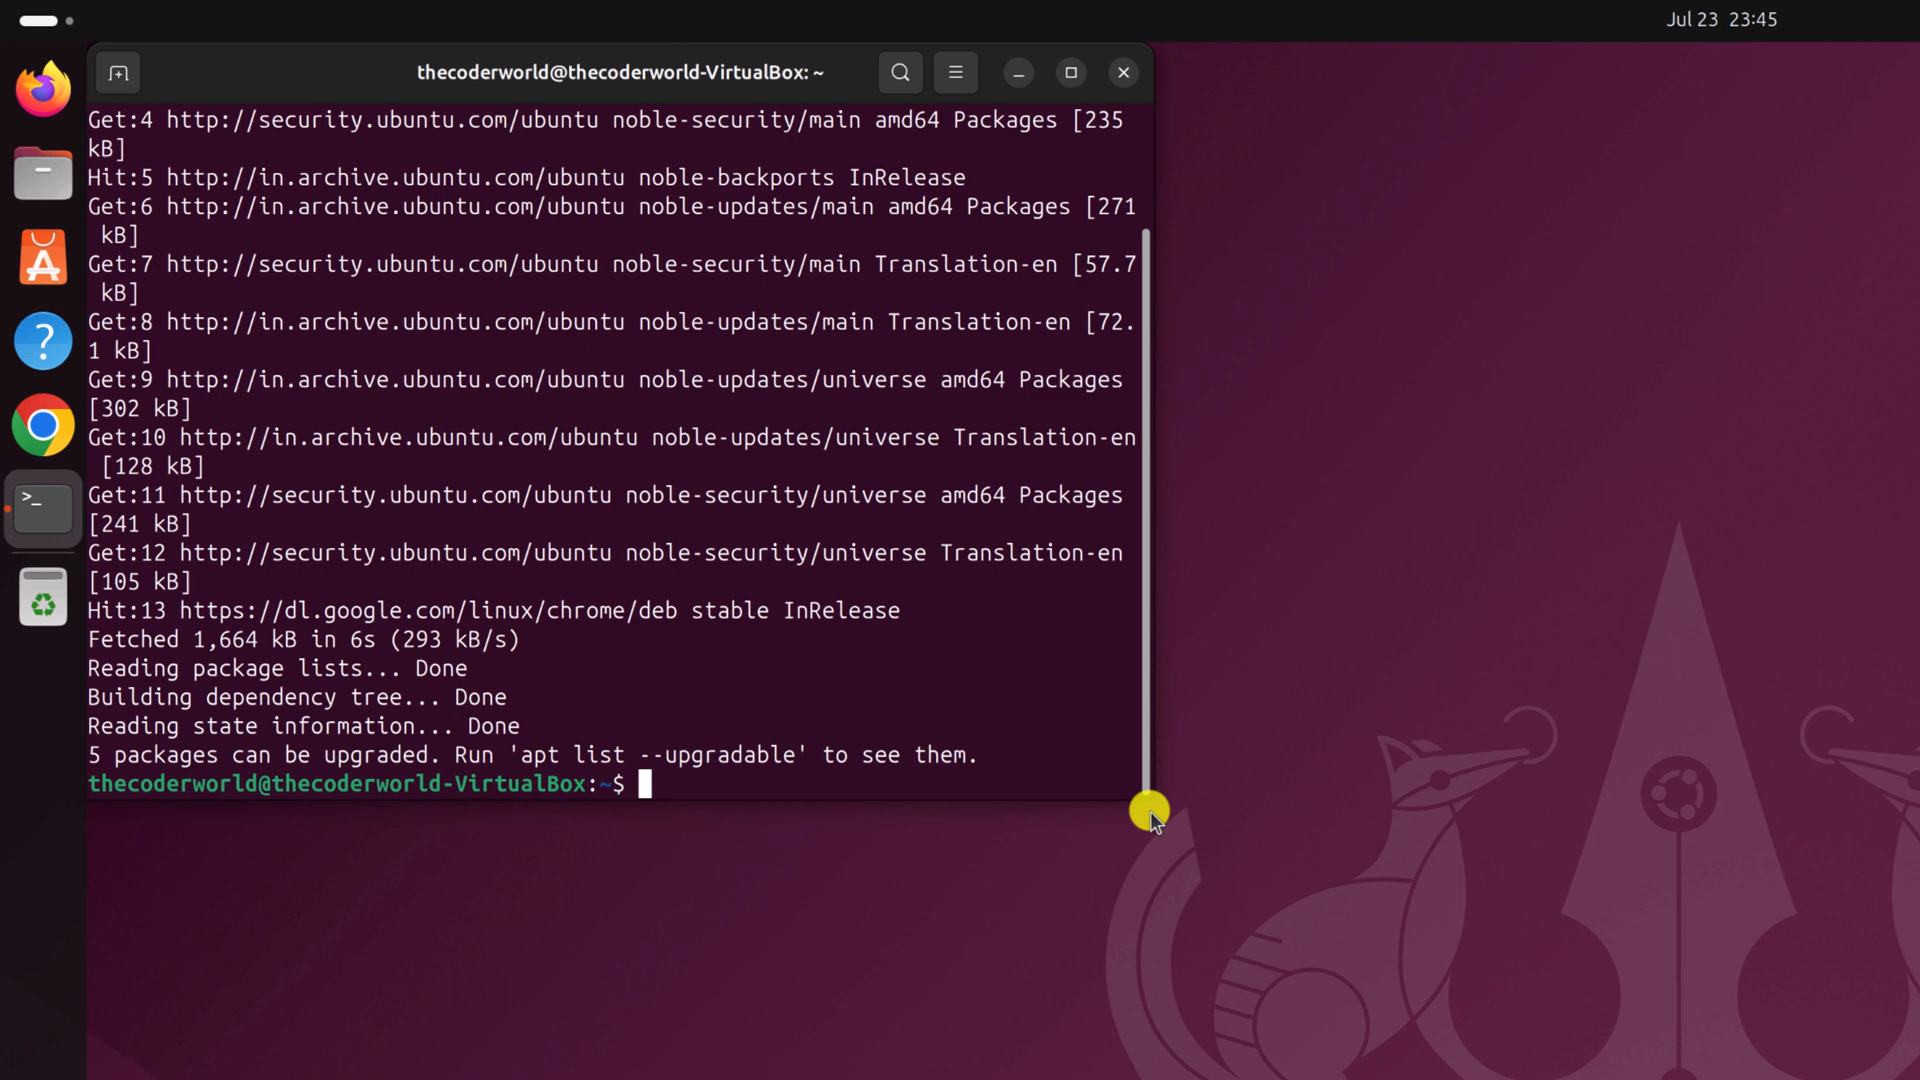 Jul 23 23:45
thecoderworld@thecoderworld-VirtualBox: ~
Get:4 http://security.ubuntu.com/ubuntu noble-security/main amd64 Packages [235
kB]
Hit:5 http://in.archive.ubuntu.com/ubuntu noble-backports InRelease
Get:6 http://in.archive.ubuntu.com/ubuntu noble-updates/main amd64 Packages [271
 kB]
Get:7 http://security.ubuntu.com/ubuntu noble-security/main Translation-en [57.7
 kB]
Get:8 http://in.archive.ubuntu.com/ubuntu noble-updates/main Translation-en [72.
1 kB]
Get:9 http://in.archive.ubuntu.com/ubuntu noble-updates/universe amd64 Packages
[302 kB]
Get:10 http://in.archive.ubuntu.com/ubuntu noble-updates/universe Translation-en
 [128 kB]
Get:11 http://security.ubuntu.com/ubuntu noble-security/universe amd64 Packages
[241 kB]
Get:12 http://security.ubuntu.com/ubuntu noble-security/universe Translation-en
[105 kB]
Hit:13 https://dl.google.com/linux/chrome/deb stable InRelease
Fetched 1,664 kB in 6s (293 kB/s)
Reading package lists... Done
Building dependency tree... Done
Reading state information... Done
5 packages can be upgraded. Run 'apt list --upgradable' to see them.
thecoderworld@thecoderworld-VirtualBox:~$